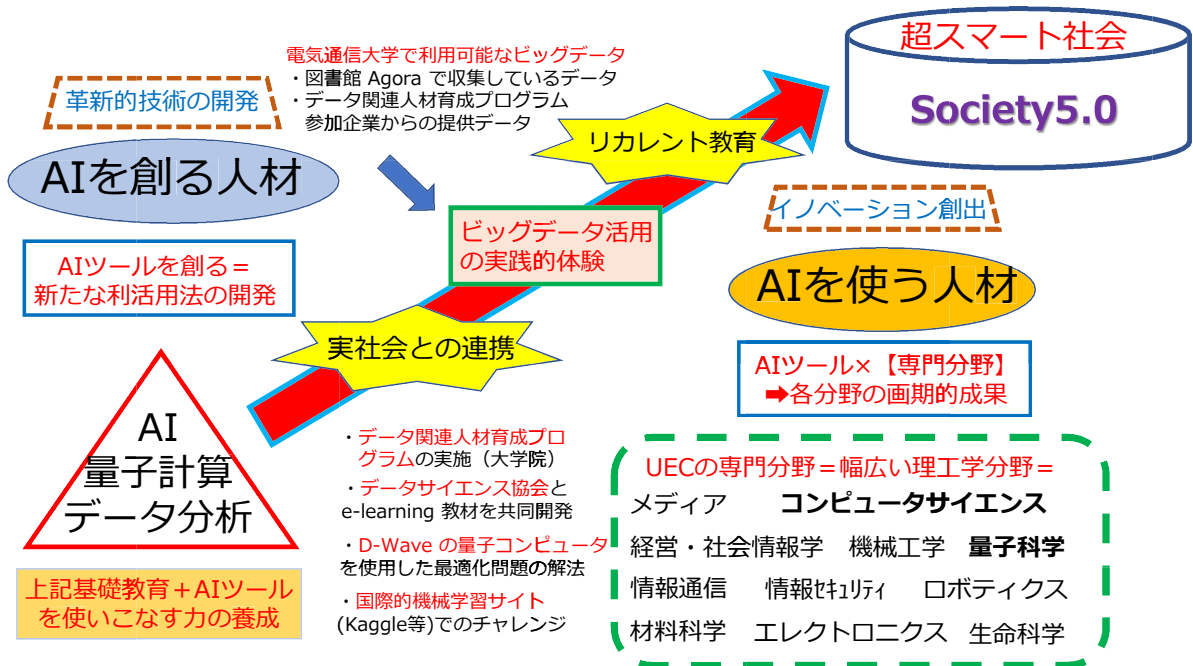 電気通信大学で利用可能なビッグデータ
・図書館 Agora で収集しているデータ
・データ関連人材育成プログラム
参加企業からの提供データ
超スマート社会
Society5.0
革新的技術の開発
AIを創る人材
AIツールを創る＝
新たな利活用法の開発
リカレント教育
ビッグデータ活用
の実践的体験
実社会との連携
イノベーション創出
AIを使う人材
AIツール×【専門分野】
➡各分野の画期的成果
AI
量子計算
データ分析
上記基礎教育＋AIツール
を使いこなす力の養成
・データ関連人材育成プロ
グラムの実施（大学院）
・データサイエンス協会と
e-learning 教材を共同開発
・D-Wave の量子コンピュータ
を使用した最適化問題の解法
・国際的機械学習サイト
(Kaggle等)でのチャレンジ
UECの専門分野＝幅広い理工学分野＝
メディア コンピュータサイエンス
経営・社会情報学 機械工学 量子科学
情報通信 情報ｾｷｭﾘﾃｨ ロボティクス
材料科学 エレクトロニクス 生命科学